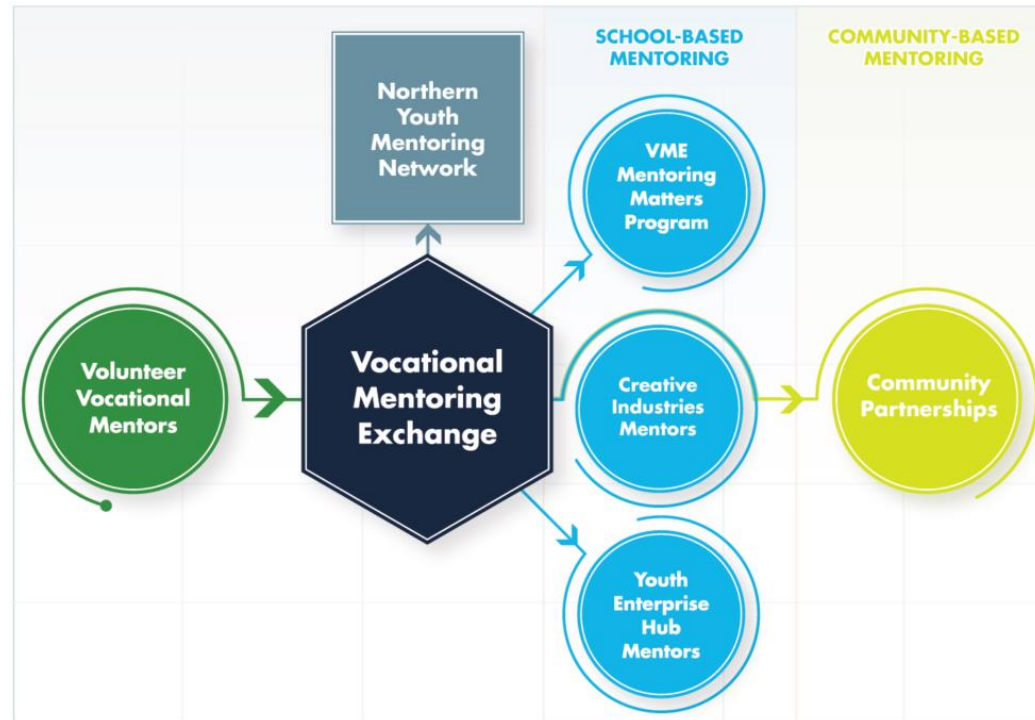 SCHOOL-BASED
MENTORING
COMMUNITY-BASED
MENTORING
Northern
Youth
Mentoring
Network
VME
Mentoring
Matters
Program
Volunteer
Vocational
Mentors
Vocational
Mentoring
Exchange
Creative
Industries
Mentors
Community
Partnerships
Youth
Enterprise
Hub
Mentors